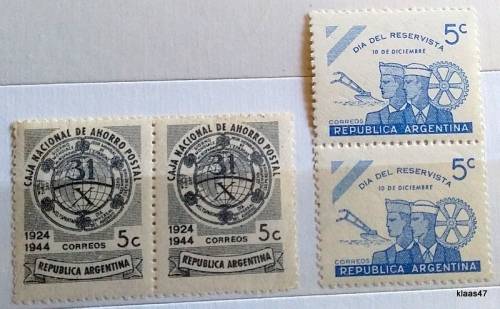 CAJA NACIONAL DE AHORRO POSTAL
31
X
1924
1944 CORREOS 5c
REPUBLICA ARGENTINA
CAJA NACIONAL DE AHORRO POSTAL
31
X
1924
1944 CORREOS 5c
REPUBLICA ARGENTINA
DIA DEL RESERVISTA 5c
10 DE DICIEMBRE
CORREOS
REPUBLICA ARGENTINA
DIA DEL RESERVISTA 5c
10 DE DICIEMBRE
CORREOS
REPUBLICA ARGENTINA
klaas47